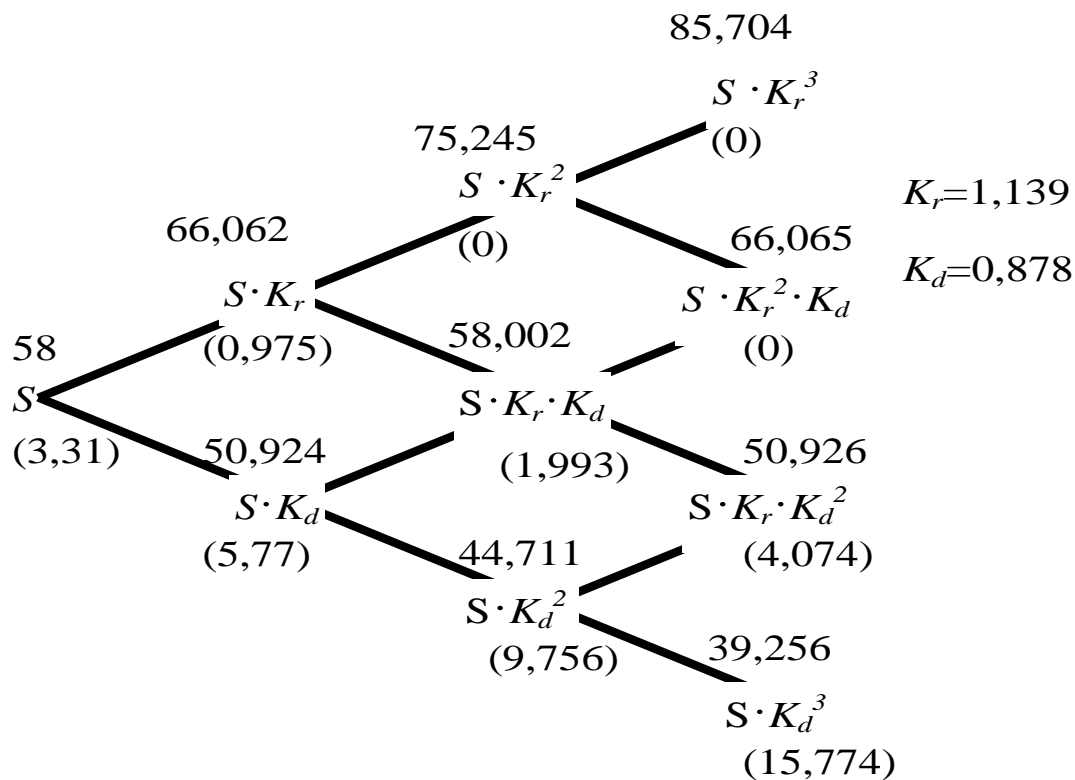 85,704
S · Kr³
(0)
75,245
S · Kr²
(0)
Kr=1,139
66,062
S · Kr
(0,975)
66,065
S · Kr² · Kd
(0)
Kd=0,878
58
S
(3,31)
58,002
S · Kr · Kd
(1,993)
50,924
S · Kd
(5,77)
50,926
S · Kr · Kd²
(4,074)
44,711
S · Kd²
(9,756)
39,256
S · Kd³
(15,774)